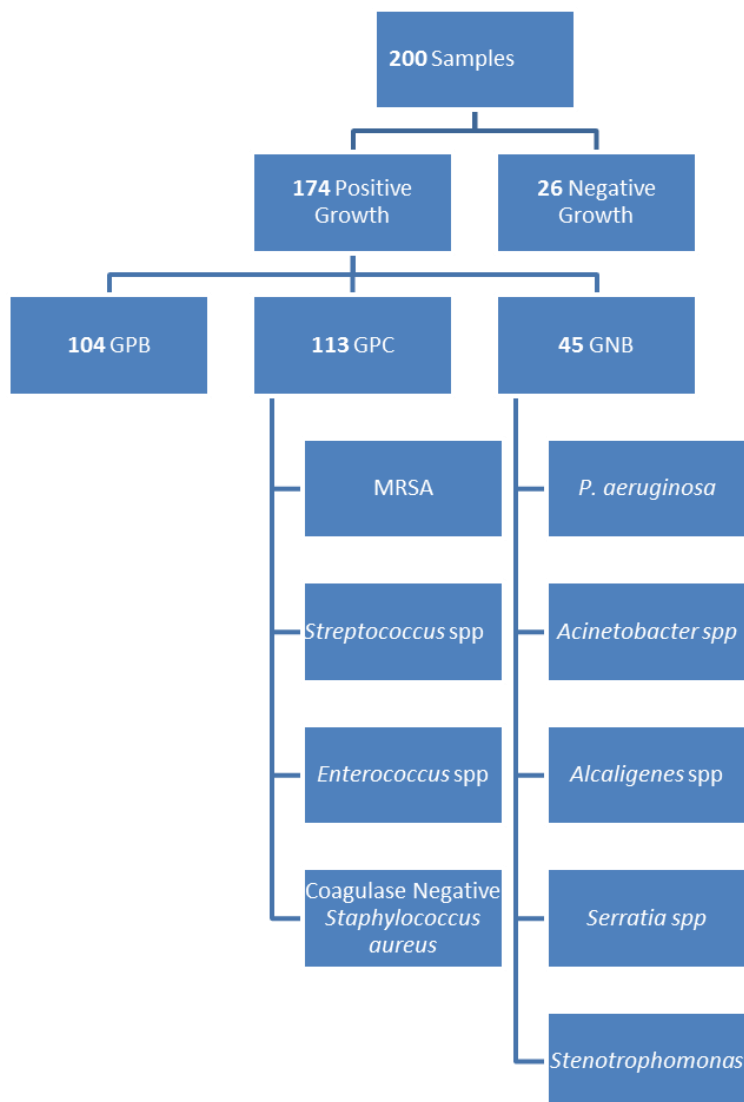 200 Samples
174 Positive
Growth
26 Negative
Growth
104 GPB
113 GPC
45 GNB
MRSA
Streptococcus spp
Enterococcus spp
Coagulase Negative
Staphylococcus
aureus
P. aeruginosa
Acinetobacter spp
Alcaligenes spp
Serratia spp
Stenotrophomonas